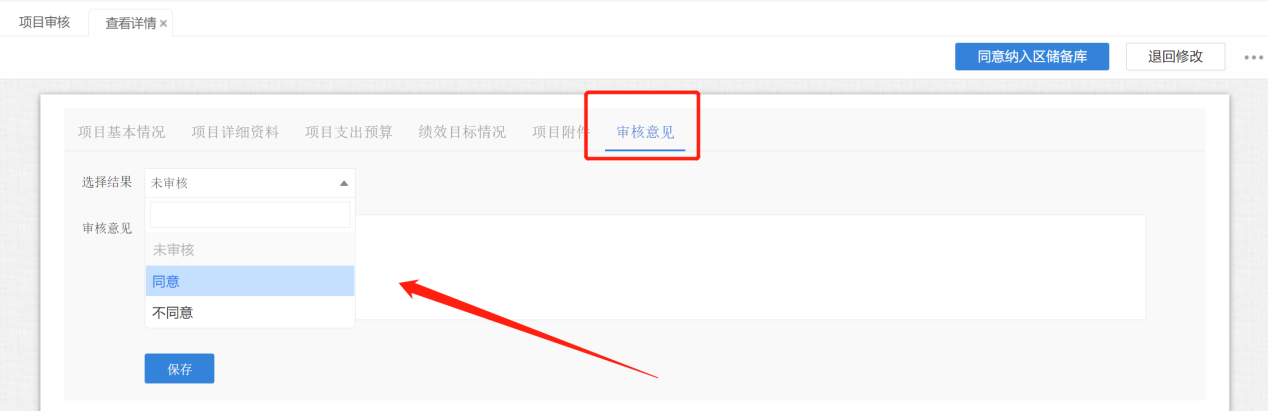 项目审核 查看详情 ×
同意纳入区储备库 退回修改 •••
项目基本情况 项目详细资料 项目支出预算 绩效目标情况 项目附件 审核意见
选择结果 未审核
审核意见
未审核
同意
不同意
保存